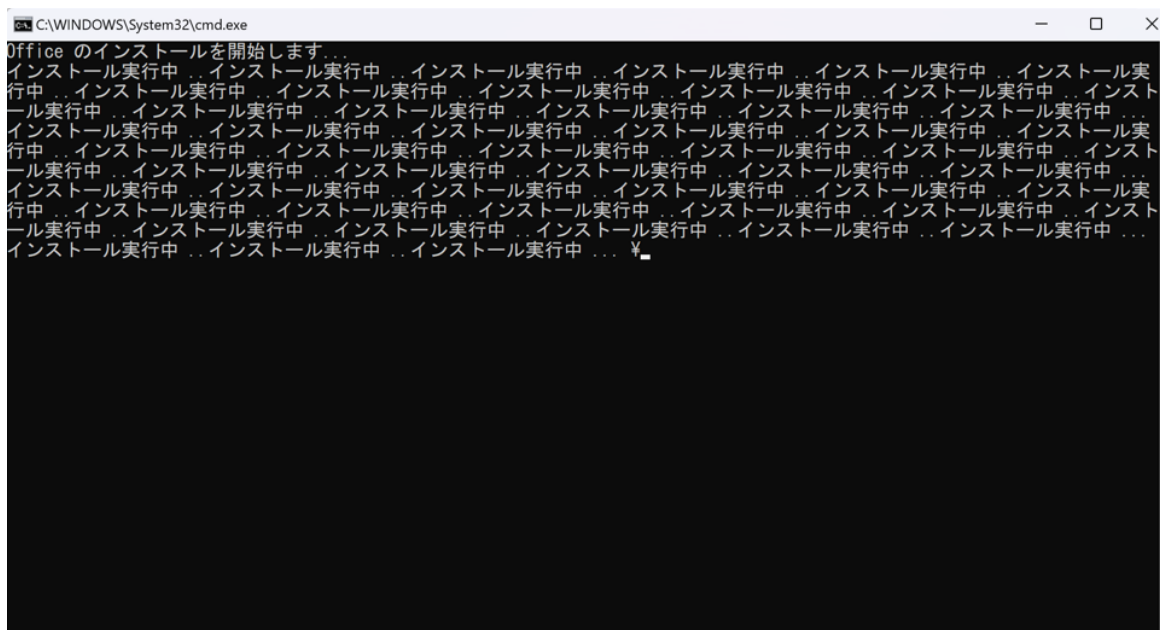 C:\WINDOWS\System32\cmd.exe
Office のインストールを開始します...
インストール実行中 ..インストール実行中 ..インストール実行中 ..インストール実行中 ..インストール実行中 ..インストール実
行中 ..インストール実行中 ..インストール実行中 ..インストール実行中 ..インストール実行中 ..インストール実行中 ..インスト
ール実行中 ..インストール実行中 ..インストール実行中 ..インストール実行中 ..インストール実行中 ..インストール実行中 ...
インストール実行中 ..インストール実行中 ..インストール実行中 ..インストール実行中 ..インストール実行中 ..インストール実
行中 ..インストール実行中 ..インストール実行中 ..インストール実行中 ..インストール実行中 ..インストール実行中 ..インスト
ール実行中 ..インストール実行中 ..インストール実行中 ..インストール実行中 ..インストール実行中 ..インストール実行中 ...
インストール実行中 ..インストール実行中 ..インストール実行中 ..インストール実行中 ..インストール実行中 ..インストール実
行中 ..インストール実行中 ..インストール実行中 ..インストール実行中 ..インストール実行中 ..インストール実行中 ..インスト
ール実行中 ..インストール実行中 ..インストール実行中 ..インストール実行中 ..インストール実行中 ..インストール実行中 ...
インストール実行中 ..インストール実行中 ..インストール実行中 ... ¥